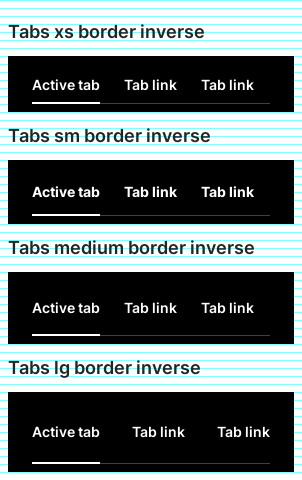 Tabs xs border inverse
Active tab Tab link Tab link
Tabs sm border inverse
Active tab Tab link Tab link
Tabs medium border inverse
Active tab Tab link Tab link
Tabs lg border inverse
Active tab Tab link Tab link